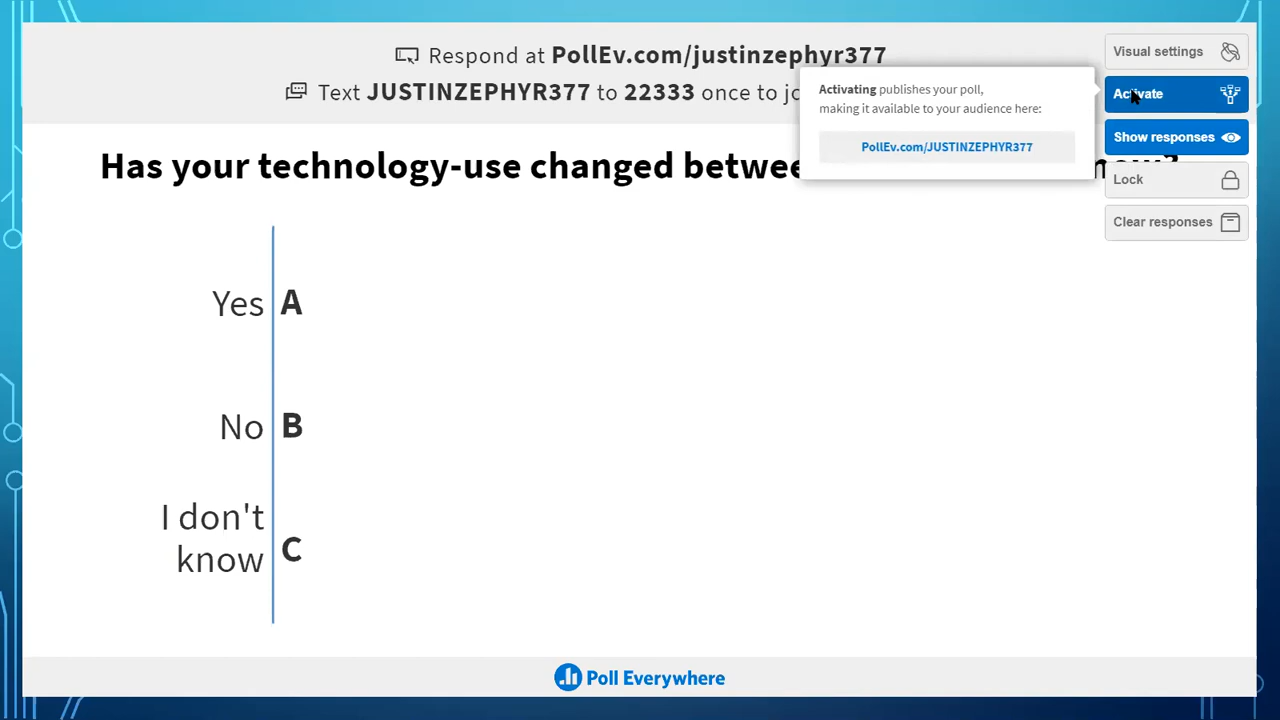 Respond at PollEv.com/justinzephyr377
Text JUSTINZEPHYR377 to 22333 once to jo
Visual settings
Activate
Activating publishes your poll,
making it available to your audience here:
PollEv.com/JUSTINZEPHYR377
Show responses
Lock
Clear responses
Has your technology-use changed betwee
Yes A
No B
I don't
know C
Poll Everywhere